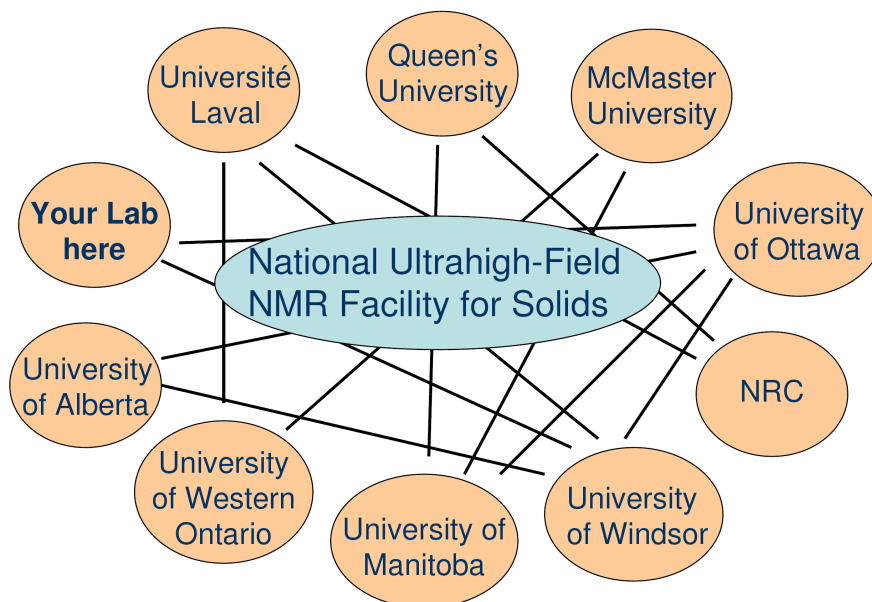 Université
Laval
Queen's
University
McMaster
University
Your Lab
here
University
of Ottawa
National Ultrahigh-Field
NMR Facility for Solids
University
of Alberta
NRC
University
of Western
Ontario
University of
Manitoba
University
of Windsor